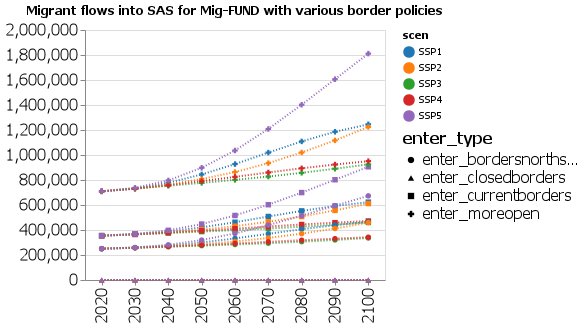 Migrant flows into SAS for Mig-FUND with various border policies
2,000,000
1,800,000
1,600,000
1,400,000
1,200,000
1,000,000
800,000
600,000
400,000
200,000
0
2020
2030
2040
2050
2060
2070
2080
2090
2100
scen
SSP1
SSP2
SSP3
SSP4
SSP5
enter_type
enter_bordersnorths...
enter_closedborders
enter_currentborders
enter_moreopen